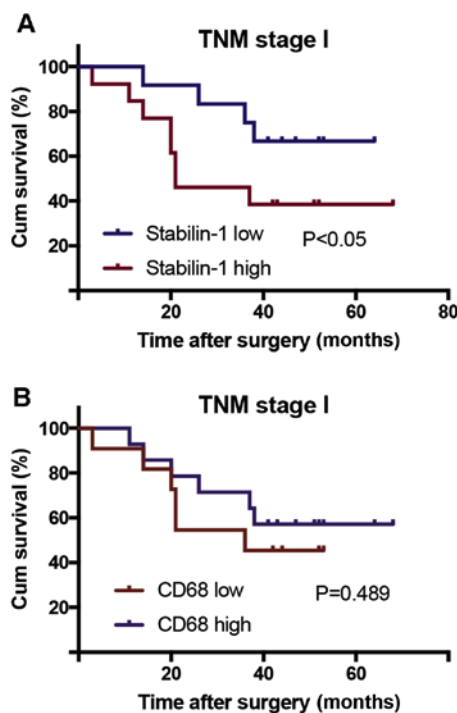 A
TNM stage I
Cum survival (%)
100
80
60
40
20
Stabilin-1 low
Stabilin-1 high
P<0.05
20
40
60
80
Time after surgery (months)
B
TNM stage I
Cum survival (%)
100
80
60
40
20
CD68 low
CD68 high
P=0.489
20
40
60
80
Time after surgery (months)